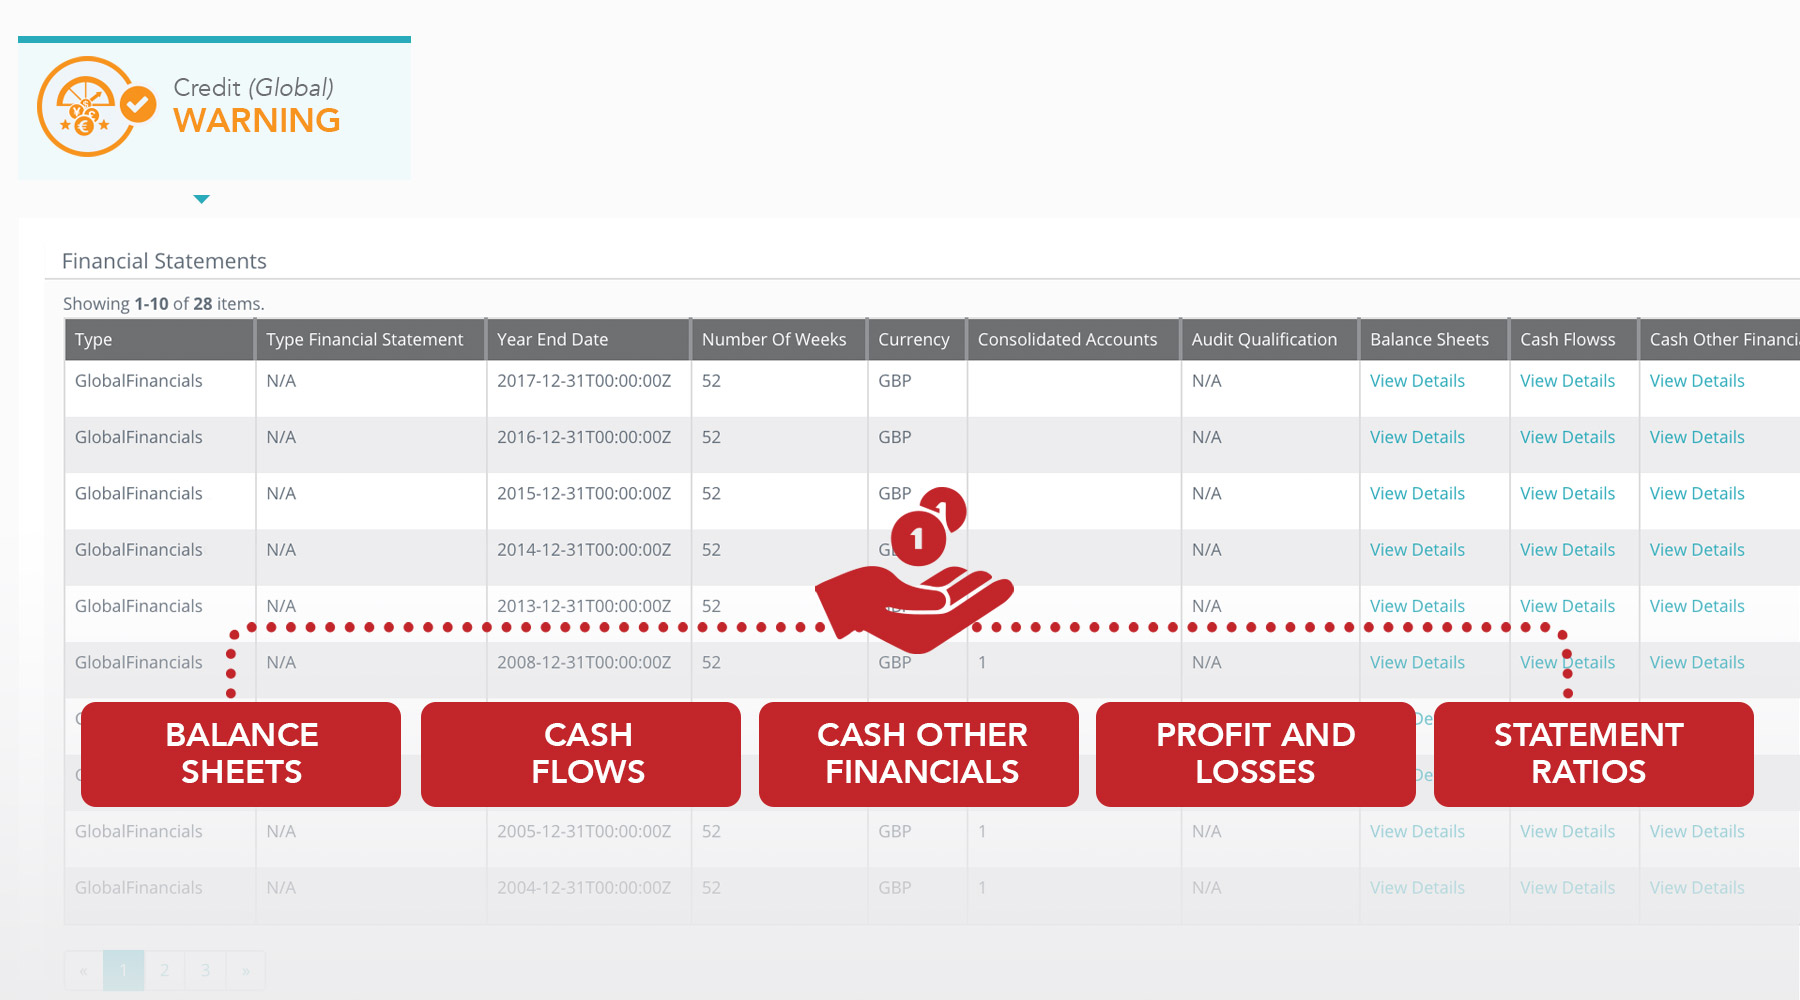 Credit (Global)
WARNING
Financial Statements
Showing 1-10 of 28 items.
Type Type Financial Statement Year End Date Number Of Weeks Currency Consolidated Accounts Audit Qualification Balance Sheets Cash Flowss Cash Other Financi
GlobalFinancials N/A 2017-12-31T00:00:00Z 52 GBP N/A View Details View Details View Details
GlobalFinancials N/A 2016-12-31T00:00:00Z 52 GBP N/A View Details View Details View Details
GlobalFinancials N/A 2015-12-31T00:00:00Z 52 GBP N/A View Details View Details View Details
1
GlobalFinancials N/A 2014-12-31T00:00:00Z 52 1 N/A View Details View Details View Details
GlobalFinancials N/A 2013-12-31T00:00:00Z 52 N/A View Details View Details View Details
GlobalFinancials N/A 2008-12-31T00:00:00Z 52 GBP 1 N/A View Details View Details View Details
BALANCE
SHEETS
CASH
FLOWS
CASH OTHER
FINANCIALS
PROFIT AND
LOSSES
STATEMENT
RATIOS
GlobalFinancials N/A 2005-12-31T00:00:00Z 52 GBP 1 N/A View Details View Details View Details
GlobalFinancials N/A 2004-12-31T00:00:00Z 52 GBP 1 N/A View Details View Details View Details
« 1 2 3 »